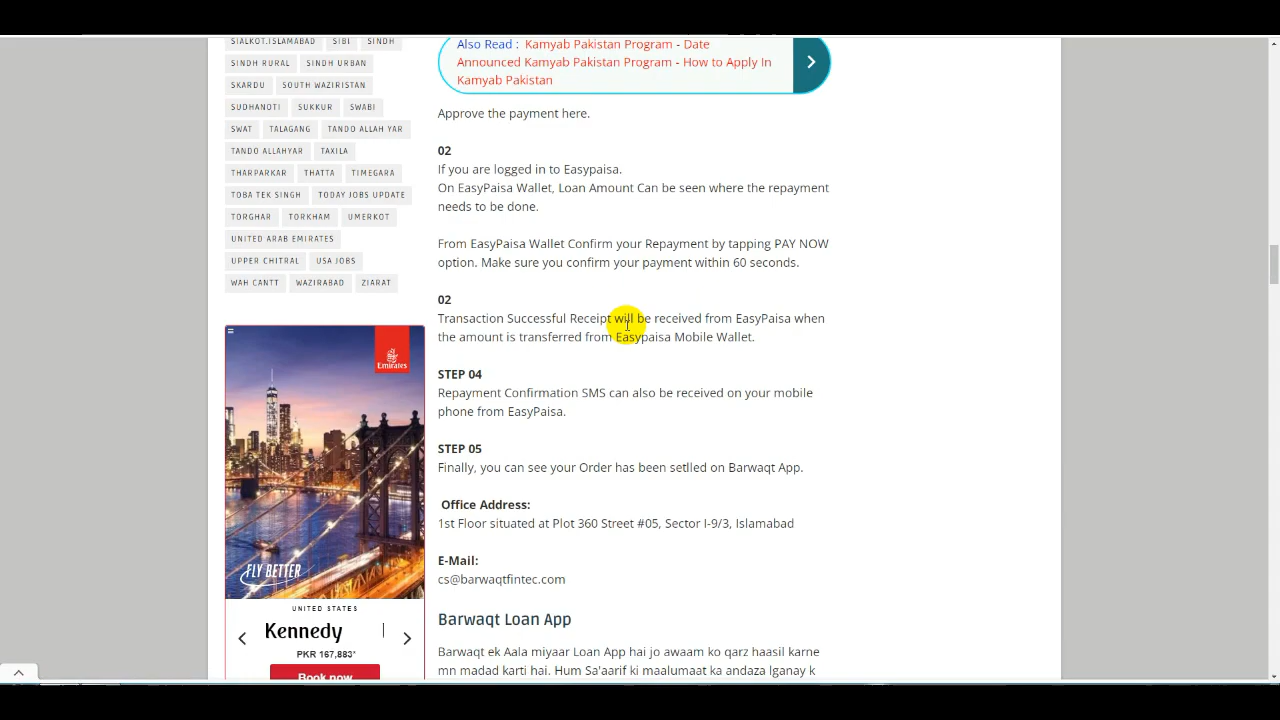 SIALKOT.ISLAMABAD SIBI SINDH
SINDH RURAL SINDH URBAN
SKARDU SOUTH WAZIRISTAN
SUDHANOTI SUKKUR SWABI
SWAT TALAGANG TANDO ALLAH YAR
TANDO ALLAHYAR TAXILA
THARPARKAR THATTA TIMEGARA
TOBA TEK SINGH TODAY JOBS UPDATE
TORGHAR TORKHAM UMERKOT
UNITED ARAB EMIRATES
UPPER CHITRAL USA JOBS
WAH CANTT WAZIRABAD ZIARAT
Emirates
FLY BETTER
UNITED STATES
Kennedy
PKR 167,883*
Book now
Also Read : Kamyab Pakistan Program - Date
Announced Kamyab Pakistan Program - How to Apply In
Kamyab Pakistan
Approve the payment here.
02
If you are logged in to Easypaisa.
On EasyPaisa Wallet, Loan Amount Can be seen where the repayment
needs to be done.
From EasyPaisa Wallet Confirm your Repayment by tapping PAY NOW
option. Make sure you confirm your payment within 60 seconds.
02
Transaction Successful Receipt will be received from EasyPaisa when
the amount is transferred from Easypaisa Mobile Wallet.
STEP 04
Repayment Confirmation SMS can also be received on your mobile
phone from EasyPaisa.
STEP 05
Finally, you can see your Order has been setlled on Barwaqt App.
Office Address:
1st Floor situated at Plot 360 Street #05, Sector I-9/3, Islamabad
E-Mail:
cs@barwaqtfintec.com
Barwaqt Loan App
Barwaqt ek Aala miyaar Loan App hai jo awaam ko qarz haasil karne
mn madad karti hai. Hum Sa'aarif ki maalumaat ka andaza lganay k